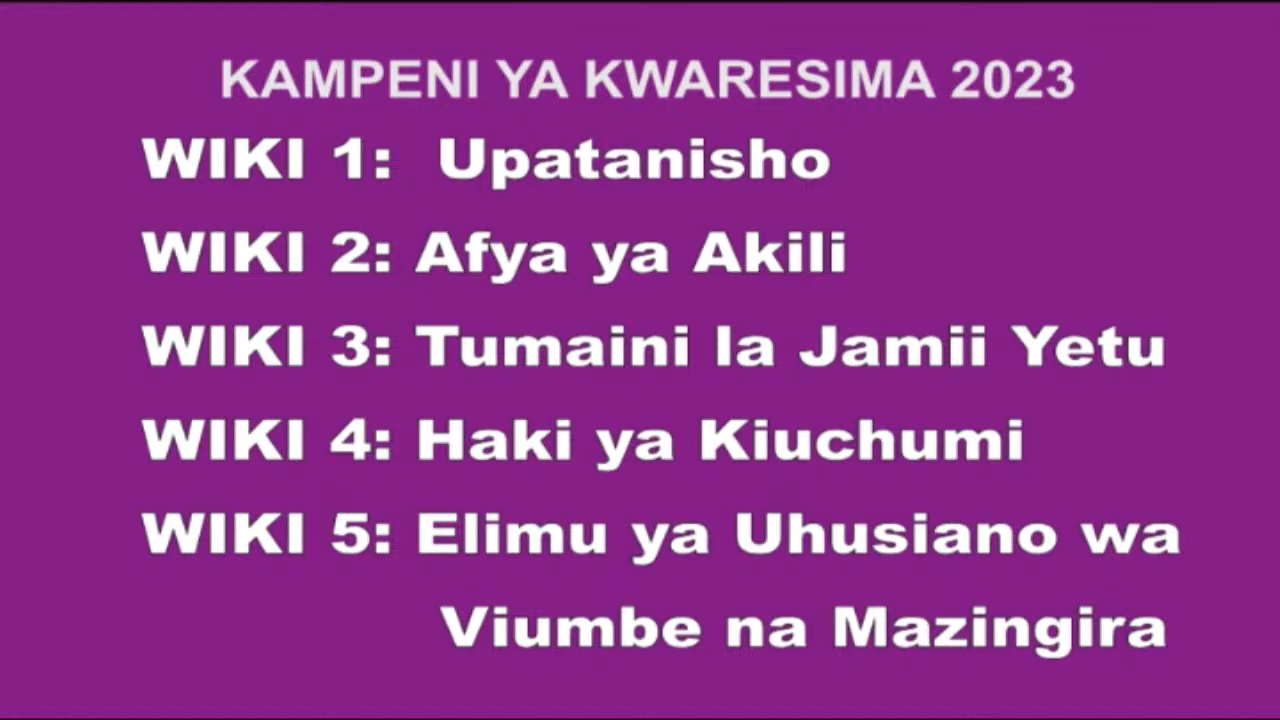 KAMPENI YA KWARESIMA 2023
WIKI 1: Upatanisho
WIKI 2: Afya ya Akili
WIKI 3: Tumaini la Jamii Yetu
WIKI 4: Haki ya Kiuchumi
WIKI 5: Elimu ya Uhusiano wa
Viumbe na Mazingira